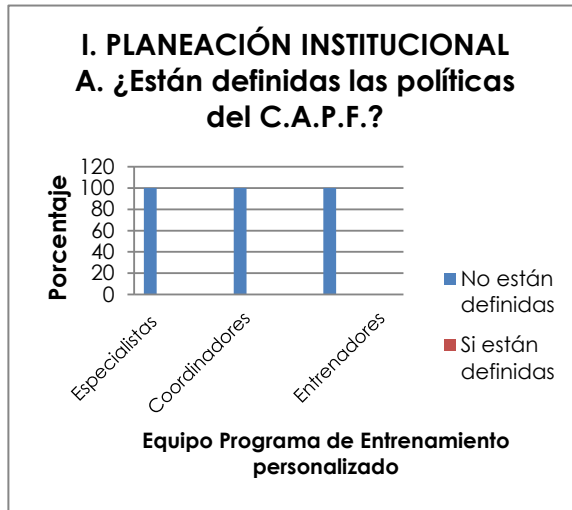 I. PLANEACIÓN INSTITUCIONAL
A. ¿Están definidas las políticas
del C.A.P.F.?
Porcentaje
120
100
80
60
40
20
0
Especialistas
Coordinadores
Entrenadores
No están
definidas
Si están
definidas
Equipo Programa de Entrenamiento
personalizado